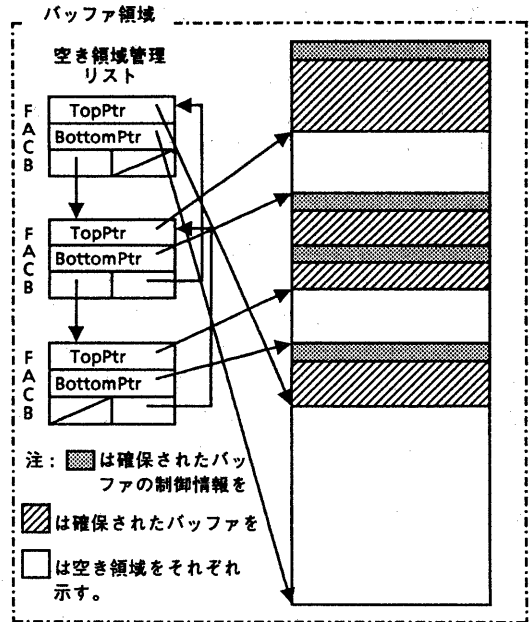 バッファ領域
空き領域管理
リスト
FACB
TopPtr
BottomPtr
FACB
TopPtr
BottomPtr
FACB
TopPtr
BottomPtr
注：は確保されたバッ
ファの制御情報を
は確保されたバッファを
は空き領域をそれぞれ
示す。